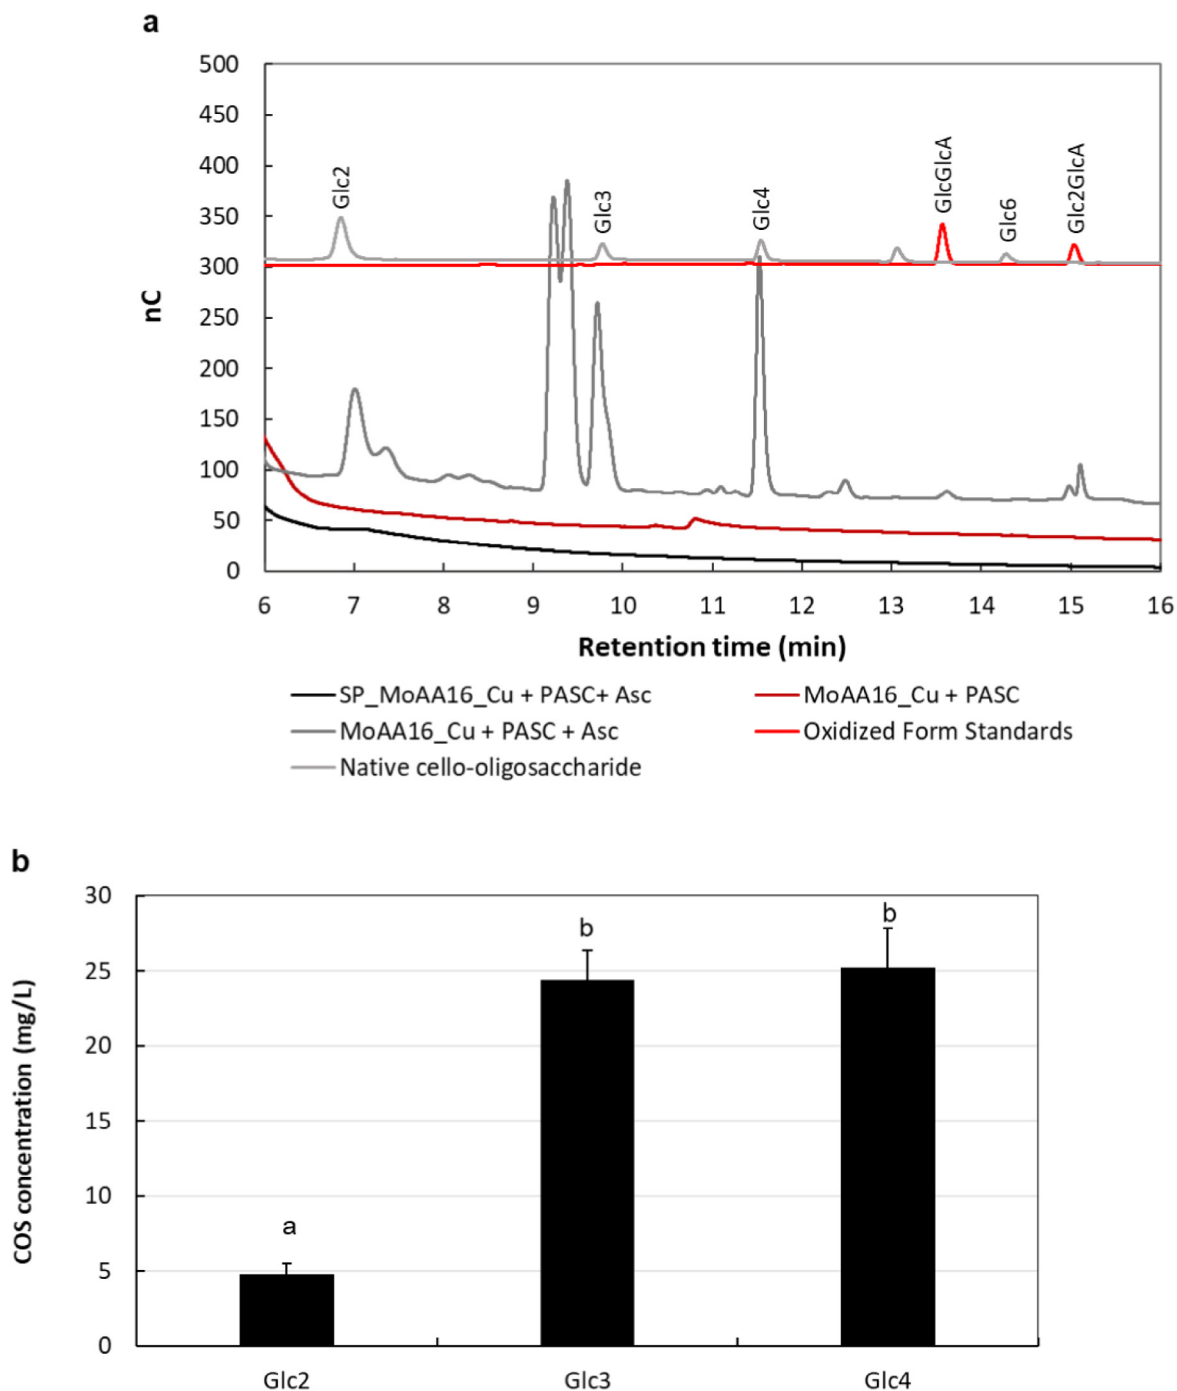 a
500
450
400
350
300
250
200
150
100
50
0
nC
Glc2
Glc3
Glc4
GlcGlcA
Glc6
Glc2GlcA
6 7 8 9 10 11 12 13 14 15 16
Retention time (min)
SP_MoAA16_Cu + PASC+ Asc
MoAA16_Cu + PASC
MoAA16_Cu + PASC + Asc
Oxidized Form Standards
Native cello-oligosaccharide
b
30
25
20
15
10
5
0
COS concentration (mg/L)
a
b
b
Glc2 Glc3 Glc4